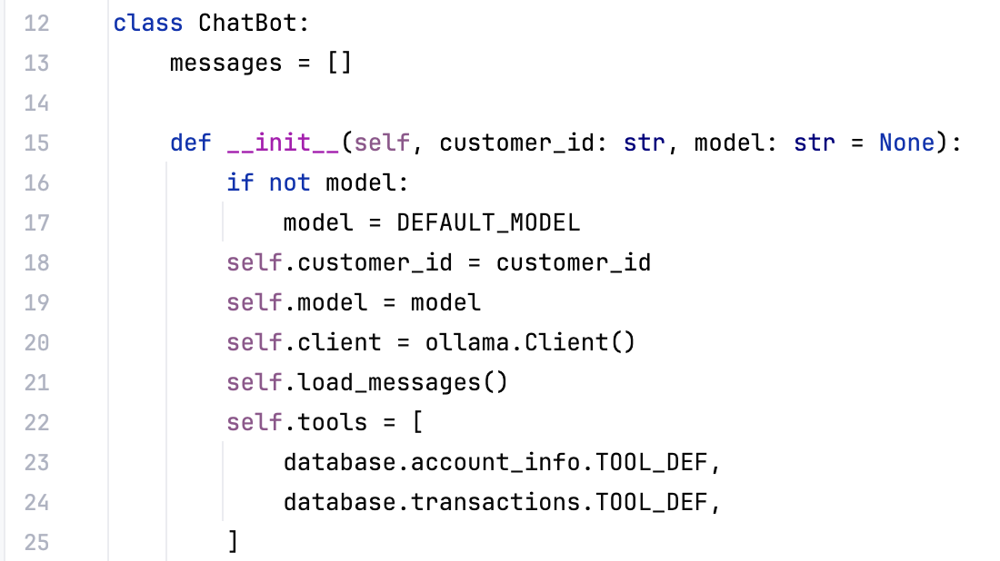 12 class ChatBot:
13     messages = []
14
15     def __init__(self, customer_id: str, model: str = None):
16         if not model:
17             model = DEFAULT_MODEL
18         self.customer_id = customer_id
19         self.model = model
20         self.client = ollama.Client()
21         self.load_messages()
22         self.tools = [
23             database.account_info.TOOL_DEF,
24             database.transactions.TOOL_DEF,
25         ]